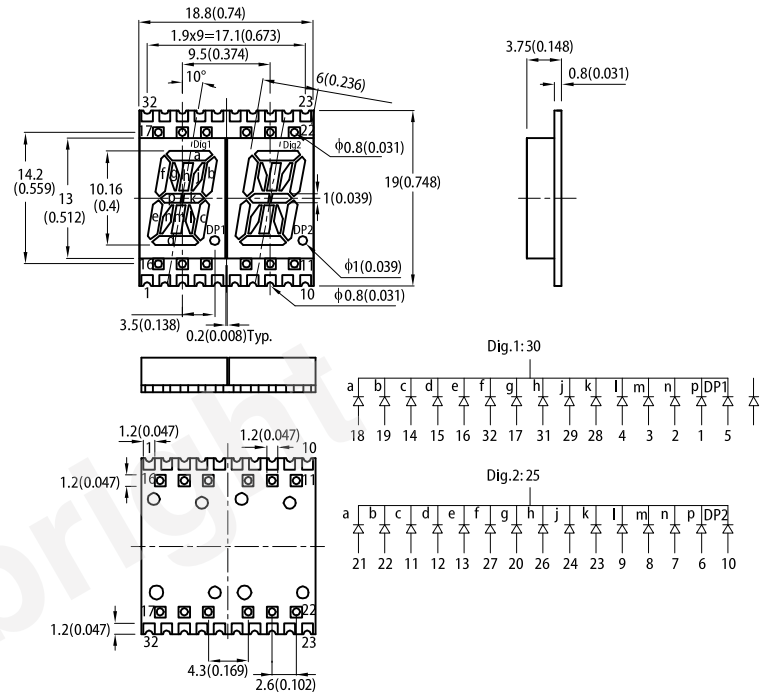 18.8(0.74)
1.9x9=17.1(0.673)
9.5(0.374)
10°
6(0.236)
32
23
17
22
Dig1
Dig2
ϕ0.8(0.031)
14.2
(0.559)
13
(0.512)
10.16
(0.4)
a
f g h j b
p k
e n m l c
d
DP1
DP2
1(0.039)
19(0.748)
16
11
ϕ1(0.039)
1
10
ϕ0.8(0.031)
3.5(0.138)
0.2(0.008)Typ.
3.75(0.148)
0.8(0.031)
Dig.1:30
a b c d e f g h j k l m n p DP1
18 19 14 15 16 32 17 31 29 28 4 3 2 1 5
Dig.2:25
a b c d e f g h j k l m n p DP2
21 22 11 12 13 27 20 26 24 23 9 8 7 6 10
1.2(0.047)
1
1.2(0.047)
10
1.2(0.047)
16
11
17
22
1.2(0.047)
32
23
4.3(0.169)
2.6(0.102)
bright